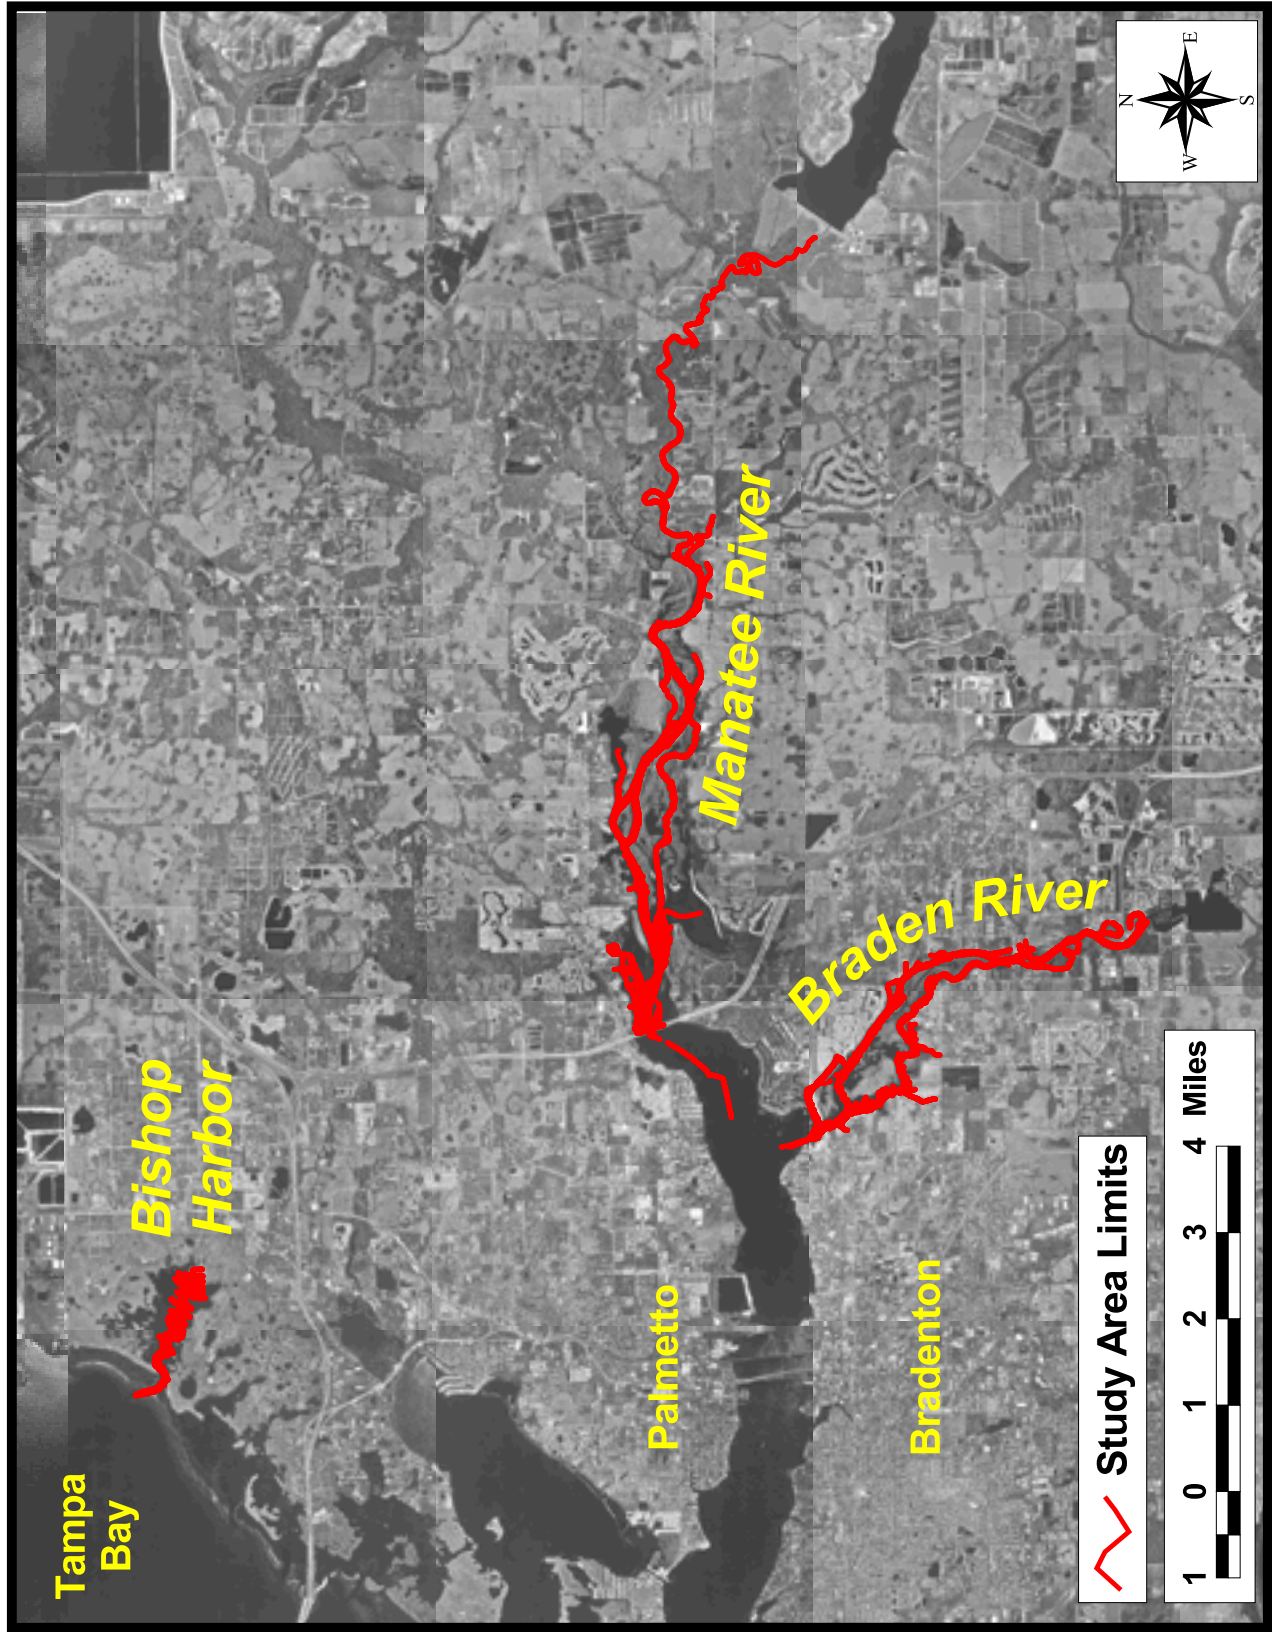 Tampa
Bay
Bishop
Harbor
Manatee River
Braden River
Palmetto
Bradenton
N
W
E
S
Study Area Limits
1 0 1 2 3 4 Miles